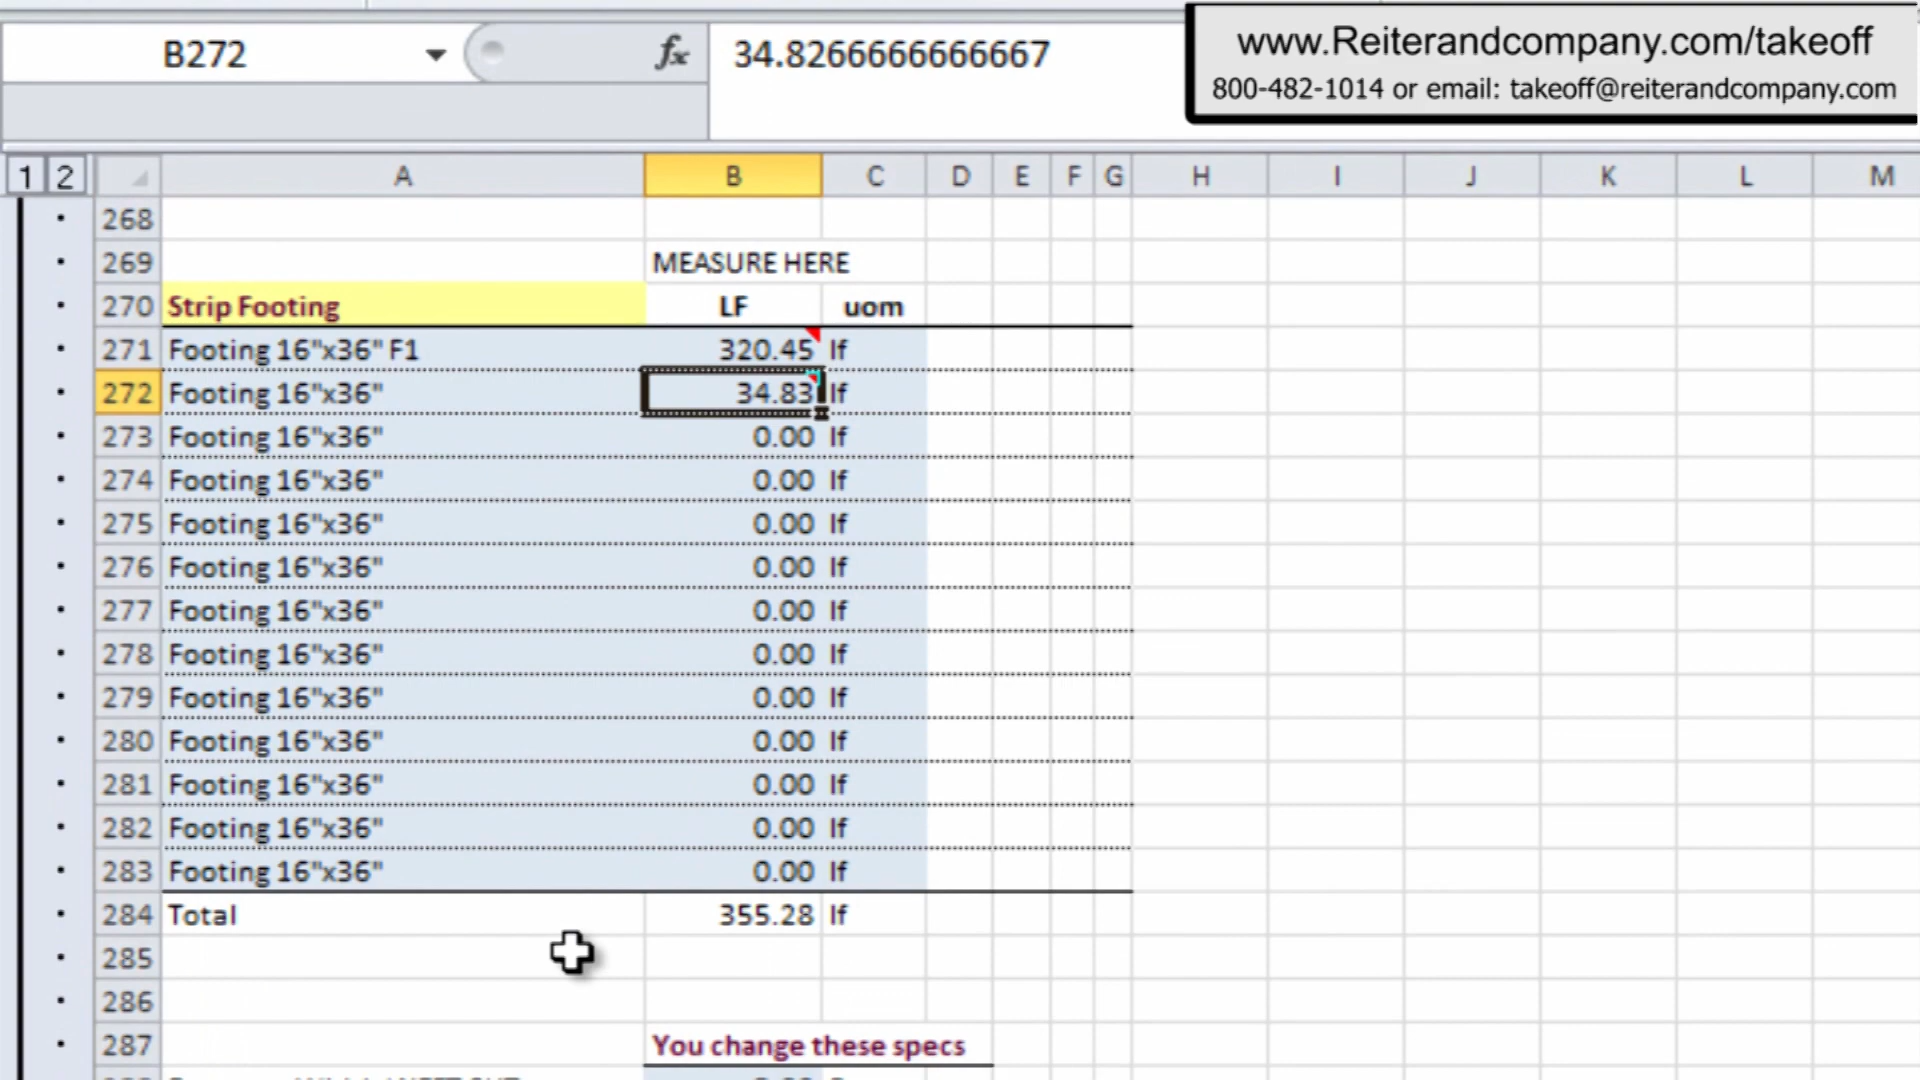 B272 fx 34.8266666666667
www.Reiterandcompany.com/takeoff
800-482-1014 or email: takeoff@reiterandcompany.com
1 2 A B C D E F G H I J K L M
268
269 MEASURE HERE
270 Strip Footing LF uom
271 Footing 16"x36" F1 320.45 lf
272 Footing 16"x36" 34.83 lf
273 Footing 16"x36" 0.00 lf
274 Footing 16"x36" 0.00 lf
275 Footing 16"x36" 0.00 lf
276 Footing 16"x36" 0.00 lf
277 Footing 16"x36" 0.00 lf
278 Footing 16"x36" 0.00 lf
279 Footing 16"x36" 0.00 lf
280 Footing 16"x36" 0.00 lf
281 Footing 16"x36" 0.00 lf
282 Footing 16"x36" 0.00 lf
283 Footing 16"x36" 0.00 lf
284 Total 355.28 lf
285
286
287 You change these specs